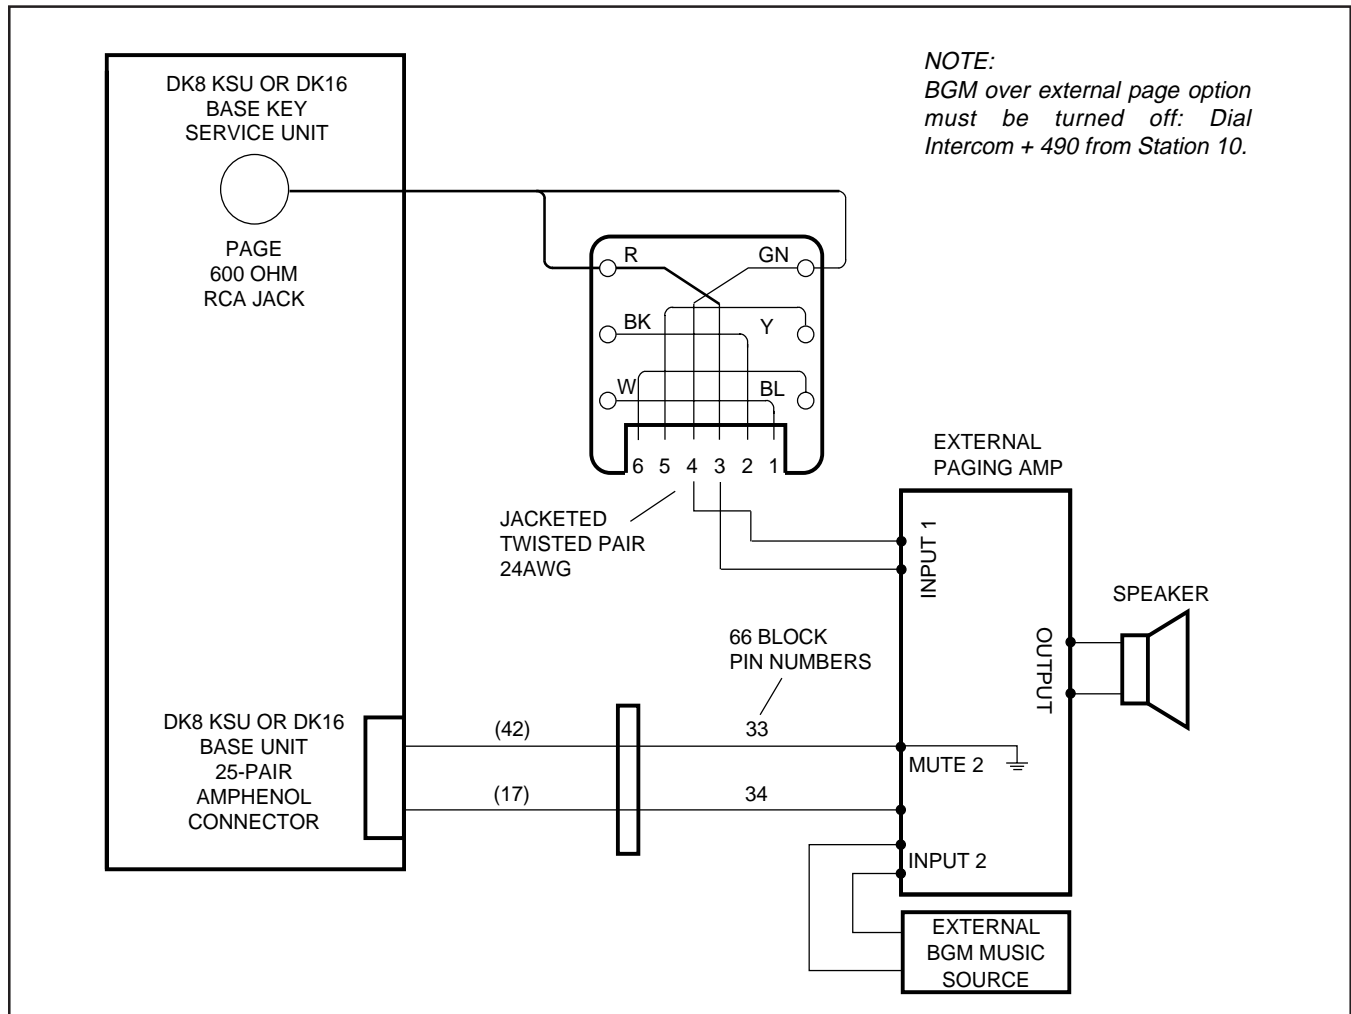 NOTE:
BGM over external page option
must be turned off: Dial
Intercom + 490 from Station 10.
DK8 KSU OR DK16
BASE KEY
SERVICE UNIT
PAGE
600 OHM
RCA JACK
R
GN
BK
Y
W
BL
6 5 4 3 2 1
JACKETED
TWISTED PAIR
24AWG
EXTERNAL
PAGING AMP
INPUT 1
SPEAKER
OUTPUT
66 BLOCK
PIN NUMBERS
DK8 KSU OR DK16
BASE UNIT
25-PAIR
AMPHENOL
CONNECTOR
(42)
33
MUTE 2
(17)
34
INPUT 2
EXTERNAL
BGM MUSIC
SOURCE